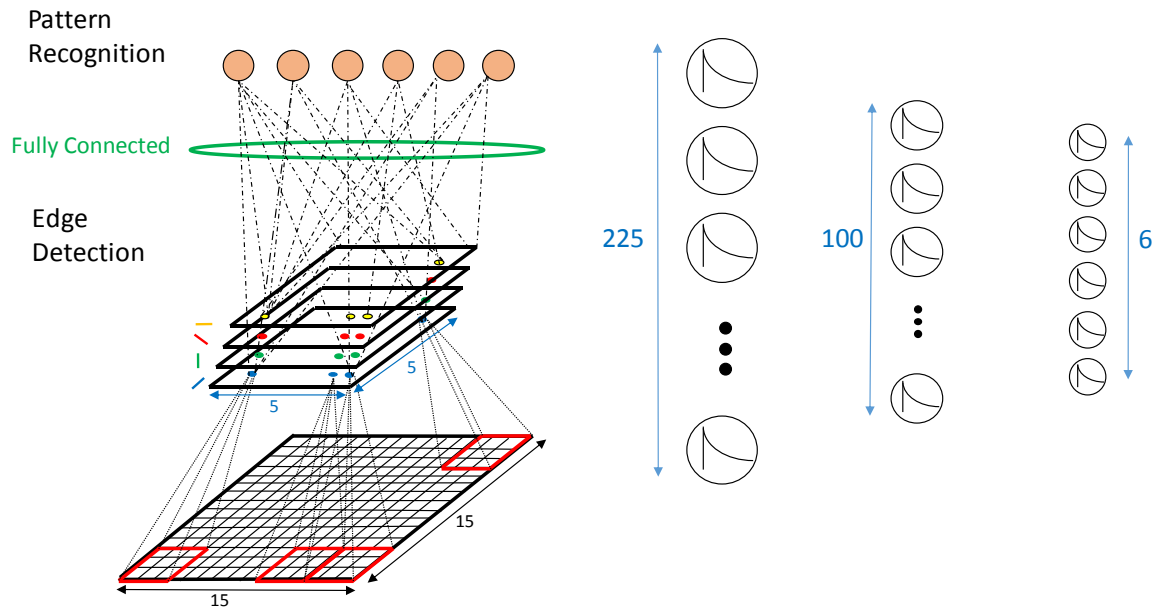 Pattern
Recognition
Fully Connected
Edge
Detection
5
5
15
15
225
100
6